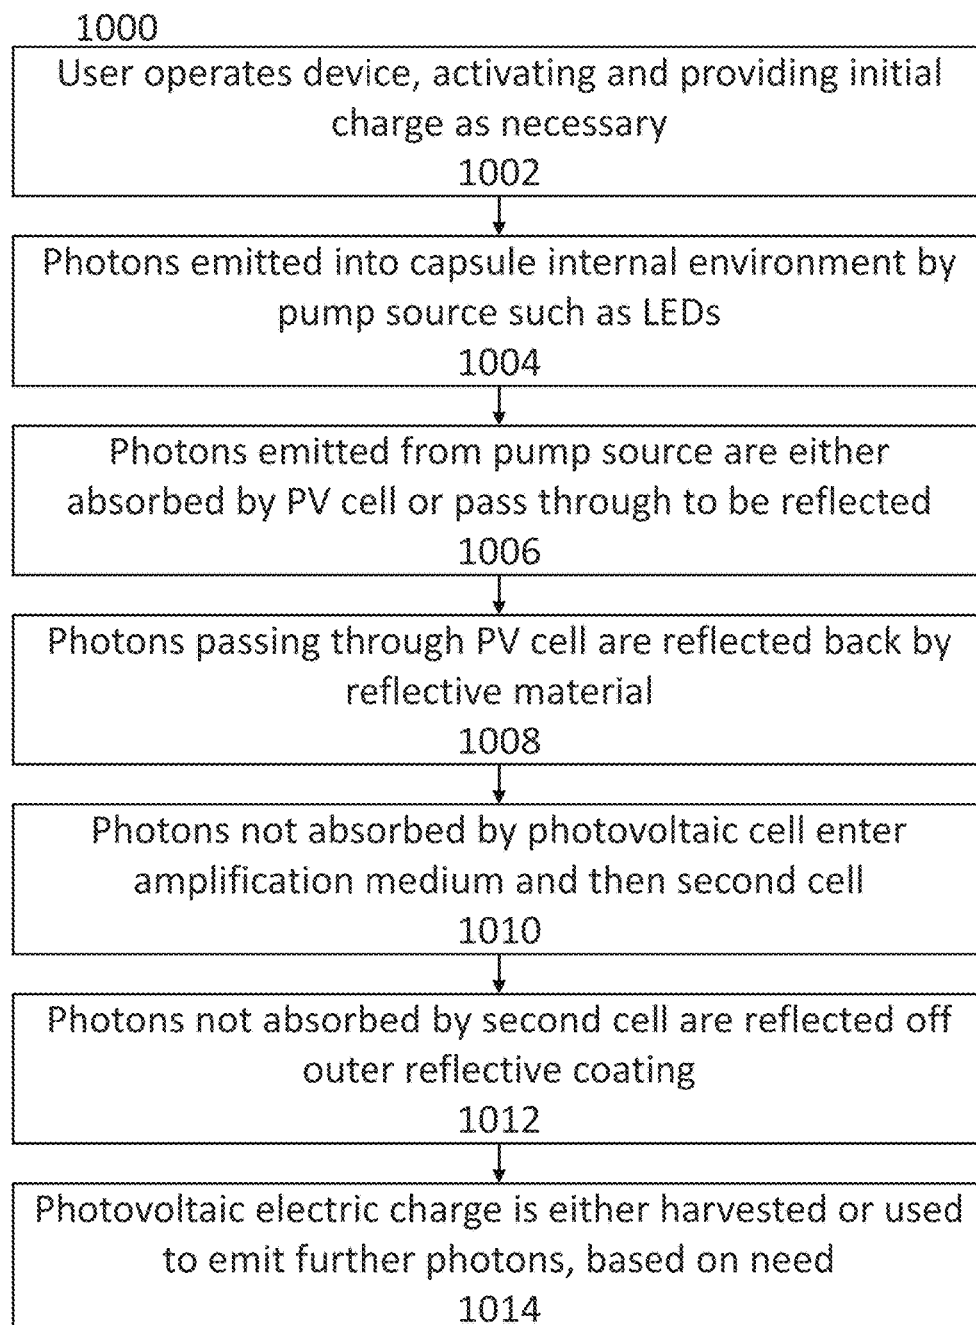 1000
User operates device, activating and providing initial
charge as necessary
1002
Photons emitted into capsule internal environment by
pump source such as LEDs
1004
Photons emitted from pump source are either
absorbed by PV cell or pass through to be reflected
1006
Photons passing through PV cell are reflected back by
reflective material
1008
Photons not absorbed by photovoltaic cell enter
amplification medium and then second cell
1010
Photons not absorbed by second cell are reflected off
outer reflective coating
1012
Photovoltaic electric charge is either harvested or used
to emit further photons, based on need
1014